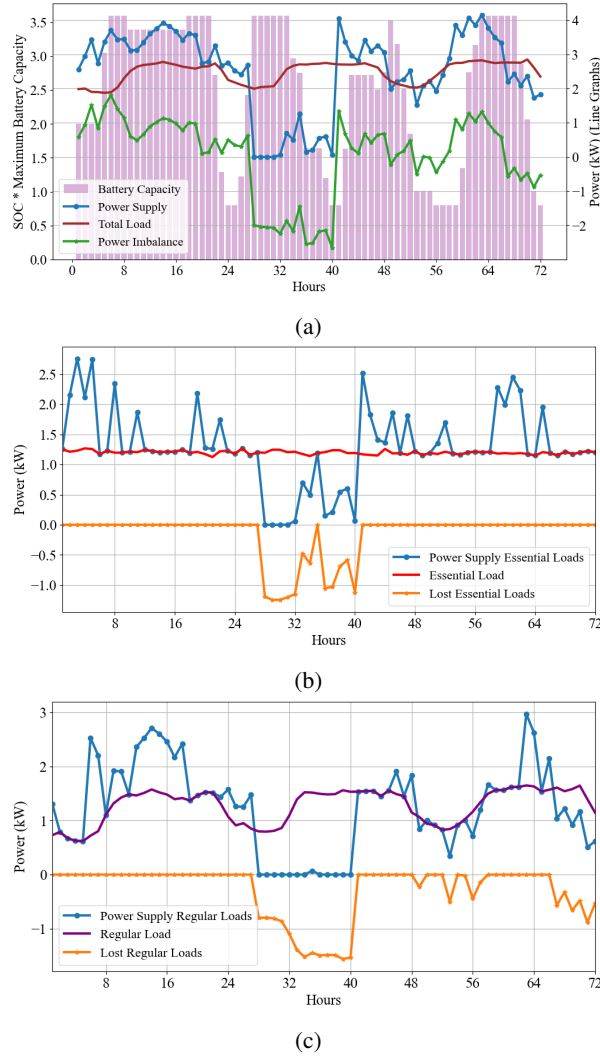 3.5
3.0
2.5
2.0
1.5
1.0
0.5
0.0
SOC * Maximum Battery Capacity
4
3
2
1
0
−1
−2
Power (kW) (Line Graphs)
Battery Capacity
Power Supply
Total Load
Power Imbalance
0 8 16 24 32 40 48 56 64 72
Hours
(a)
2.5
2.0
1.5
1.0
0.5
0.0
−0.5
−1.0
Power (kW)
Power Supply Essential Loads
Essential Load
Lost Essential Loads
8 16 24 32 40 48 56 64 72
Hours
(b)
3
2
1
0
−1
Power (kW)
Power Supply Regular Loads
Regular Load
Lost Regular Loads
8 16 24 32 40 48 56 64 72
Hours
(c)